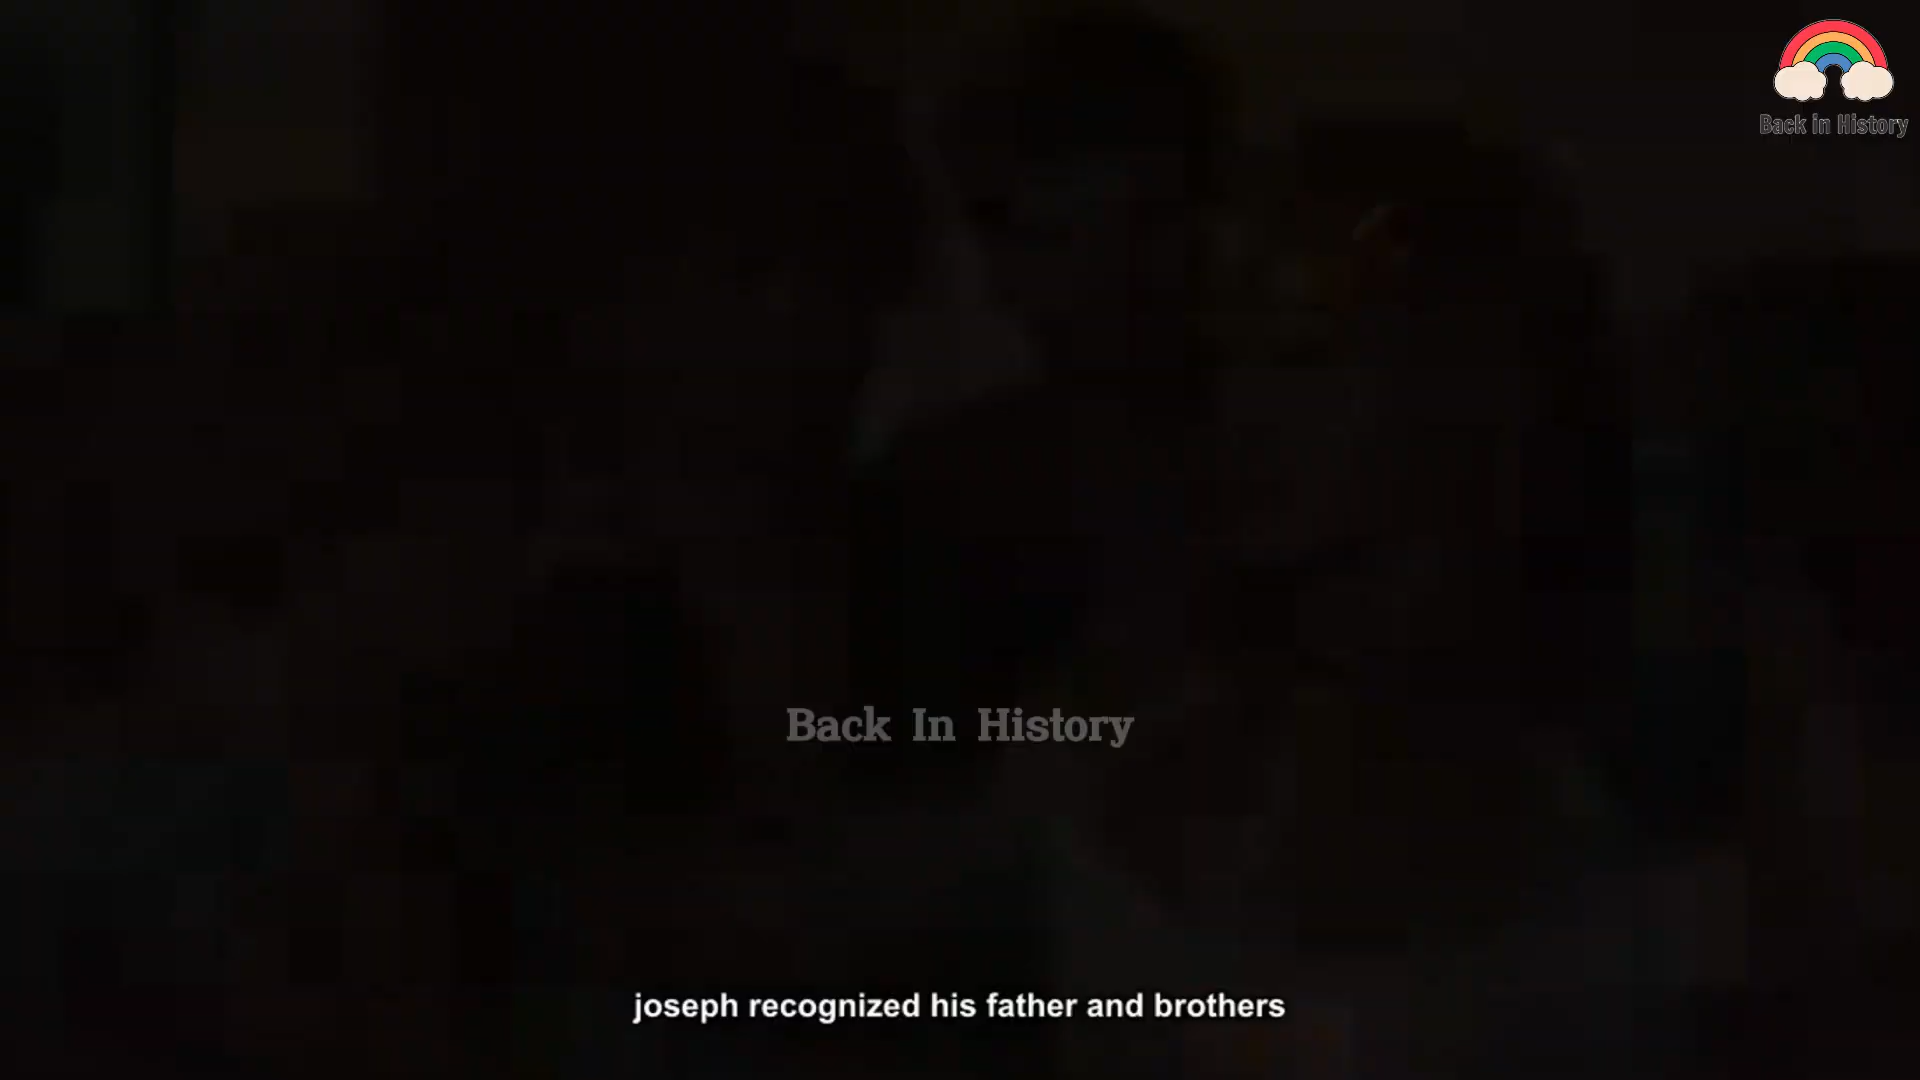 Back in History
Back In History
joseph recognized his father and brothers